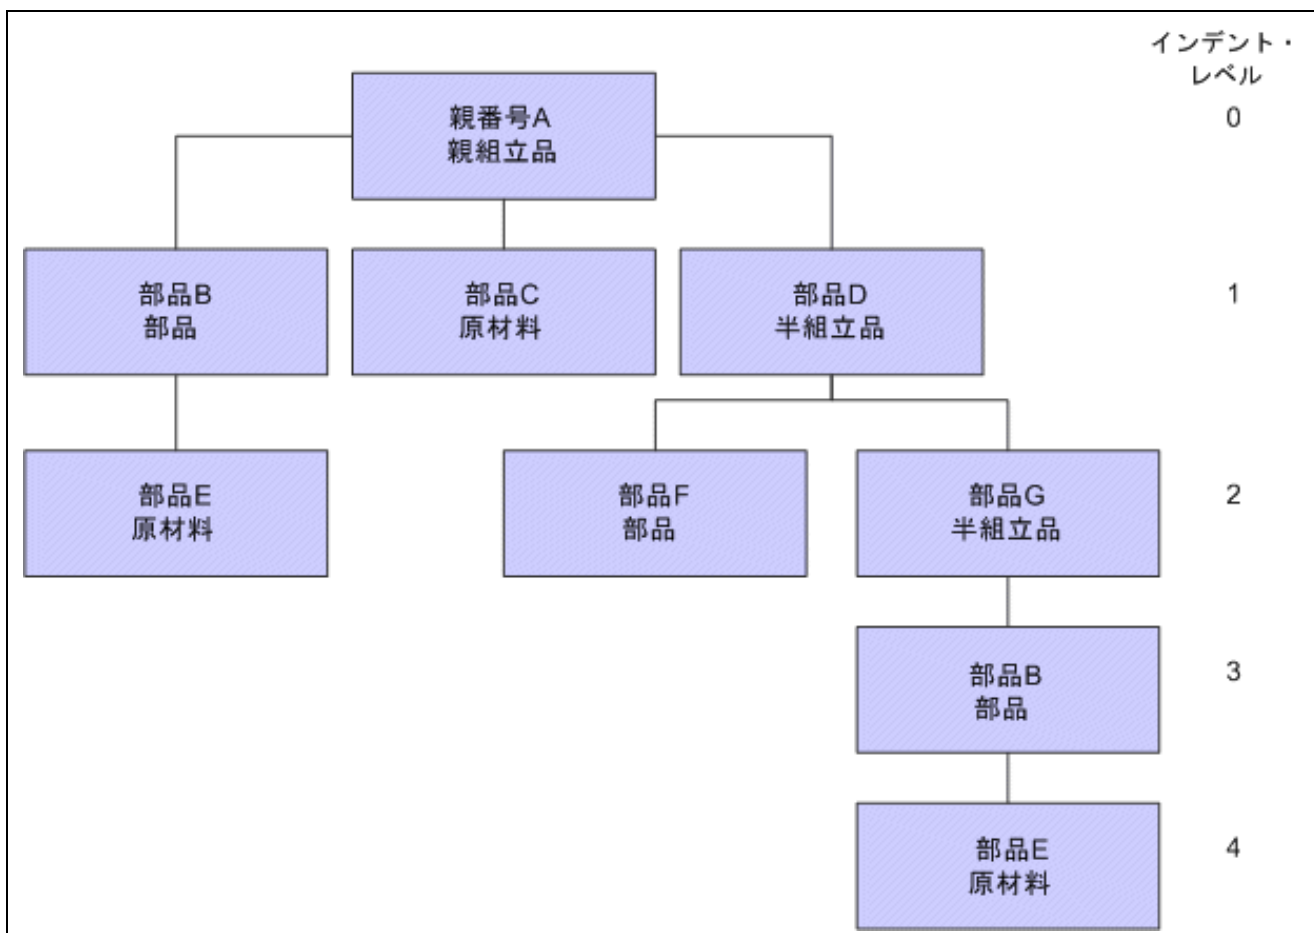 インデント・
レベル
親番号A
親組立品
0
部品B
部品
部品C
原材料
部品D
半組立品
1
部品E
原材料
部品F
部品
部品G
半組立品
2
部品B
部品
3
部品E
原材料
4